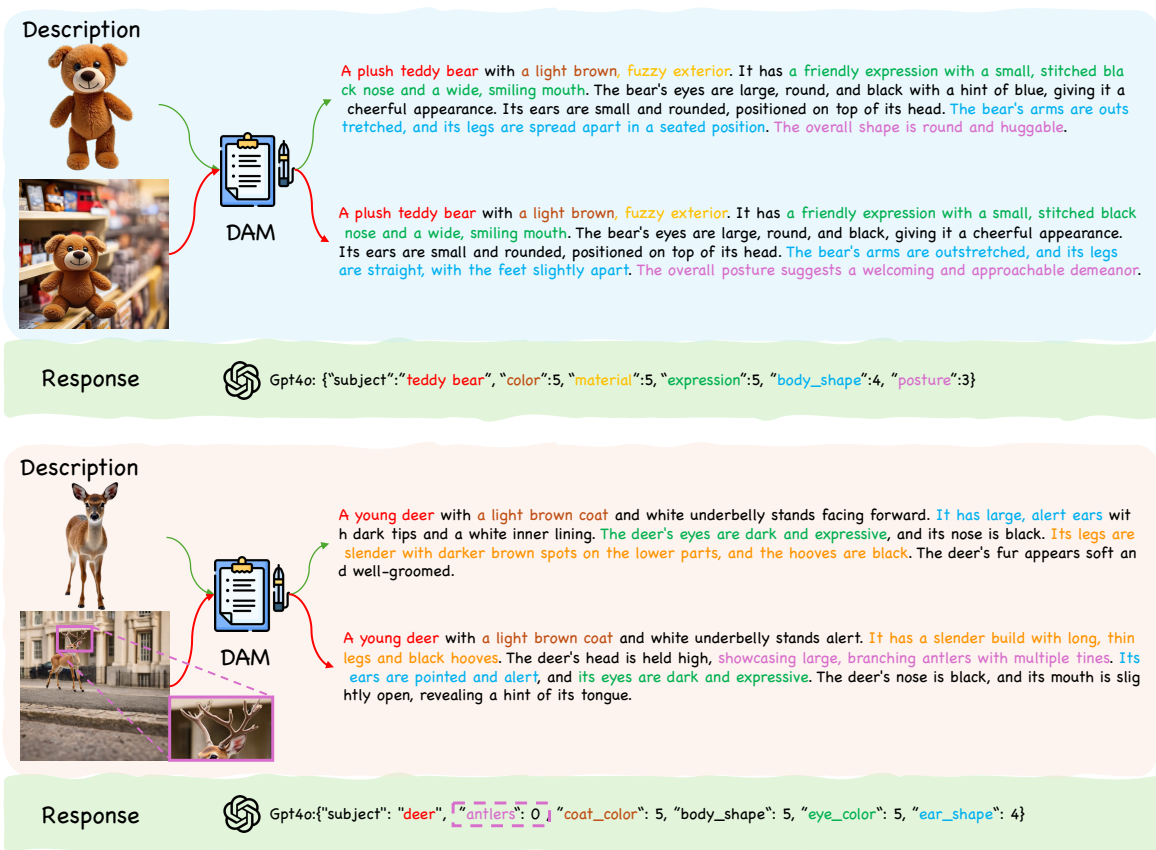 Description
A plush teddy bear with a light brown, fuzzy exterior. It has a friendly expression with a small, stitched bla
ck nose and a wide, smiling mouth. The bear's eyes are large, round, and black with a hint of blue, giving it a
cheerful appearance. Its ears are small and rounded, positioned on top of its head. The bear's arms are outs
tretched, and its legs are spread apart in a seated position. The overall shape is round and huggable.
DAM
A plush teddy bear with a light brown, fuzzy exterior. It has a friendly expression with a small, stitched black
nose and a wide, smiling mouth. The bear's eyes are large, round, and black, giving it a cheerful appearance.
Its ears are small and rounded, positioned on top of its head. The bear's arms are outstretched, and its legs
are straight, with the feet slightly apart. The overall posture suggests a welcoming and approachable demeanor.
Response
Gpt4o: {"subject":"teddy bear", "color":5, "material":5, "expression":5, "body_shape":4, "posture":3}
Description
A young deer with a light brown coat and white underbelly stands facing forward. It has large, alert ears wit
h dark tips and a white inner lining. The deer's eyes are dark and expressive, and its nose is black. Its legs are
slender with darker brown spots on the lower parts, and the hooves are black. The deer's fur appears soft an
d well-groomed.
DAM
A young deer with a light brown coat and white underbelly stands alert. It has a slender build with long, thin
legs and black hooves. The deer's head is held high, showcasing large, branching antlers with multiple tines. Its
ears are pointed and alert, and its eyes are dark and expressive. The deer's nose is black, and its mouth is slig
htly open, revealing a hint of its tongue.
Response
Gpt4o:{"subject": "deer", "antlers": 0, "coat_color": 5, "body_shape": 5, "eye_color": 5, "ear_shape": 4}